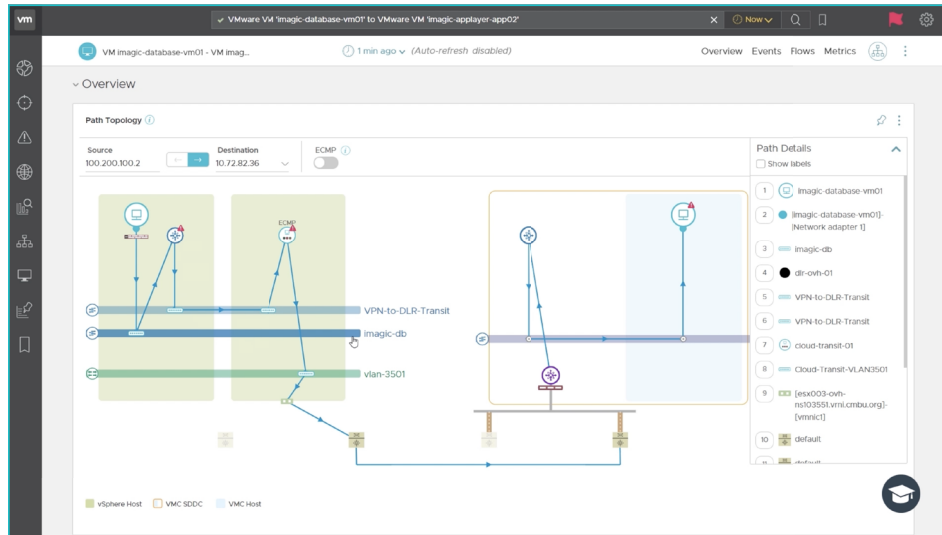 vm
VMware VM 'imagic-database-vm01' to VMware VM 'imagic-applayer-app02'
Now
VM imagic-database-vm01 - VM imag...
1 min ago
(Auto-refresh disabled)
Overview
Events
Flows
Metrics
Overview
Path Topology
Source
100.200.100.2
Destination
10.72.82.36
ECMP
ECMP
VPN-to-DLR-Transit
imagic-db
vlan-3501
vSphere Host
VMC SDDC
VMC Host
Path Details
Show labels
1 imagic-database-vm01
2 [imagic-database-vm01]-
[Network adapter 1]
3 imagic-db
4 dlr-ovh-01
5 VPN-to-DLR-Transit
6 VPN-to-DLR-Transit
7 cloud-transit-01
8 Cloud-Transit-VLAN3501
9 [esx003-ovh-
ns103551.vrni.cmbu.org]-
[vmnic1]
10 default
11 default